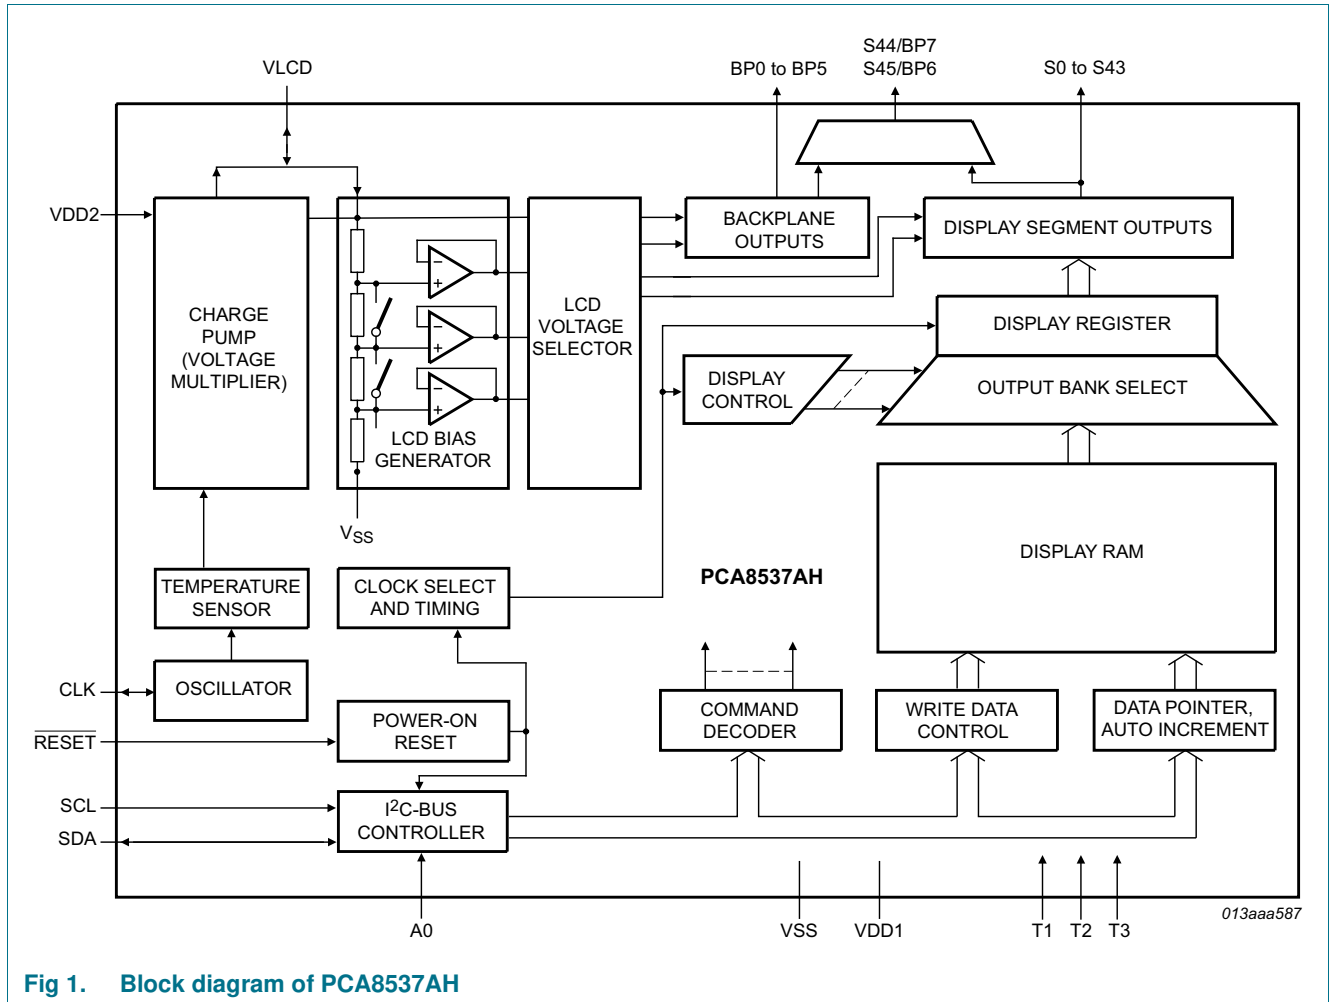 S44/BP7
VLCD
BP0 to BP5
S45/BP6
S0 to S43
VDD2
BACKPLANE
OUTPUTS
DISPLAY SEGMENT OUTPUTS
CHARGE
PUMP
(VOLTAGE
MULTIPLIER)
LCD
VOLTAGE
SELECTOR
DISPLAY REGISTER
DISPLAY
CONTROL
OUTPUT BANK SELECT
LCD BIAS
GENERATOR
VSS
DISPLAY RAM
PCA8537AH
TEMPERATURE
SENSOR
CLOCK SELECT
AND TIMING
CLK
OSCILLATOR
RESET
POWER-ON
RESET
COMMAND
DECODER
WRITE DATA
CONTROL
DATA POINTER,
AUTO INCREMENT
SCL
SDA
I2C-BUS
CONTROLLER
A0
VSS
VDD1
T1
T2
T3
013aaa587
Fig 1. Block diagram of PCA8537AH